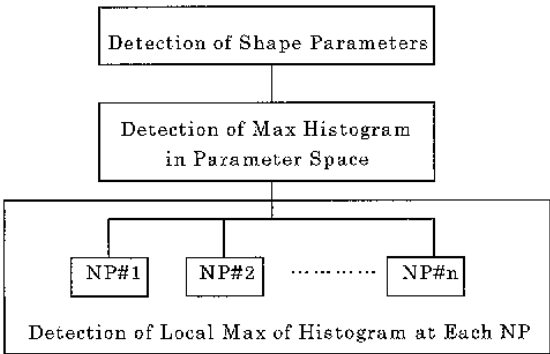 Detection of Shape Parameters
Detection of Max Histogram
in Parameter Space
NP#1 NP#2 ………… NP#n
Detection of Local Max of Histogram at Each NP